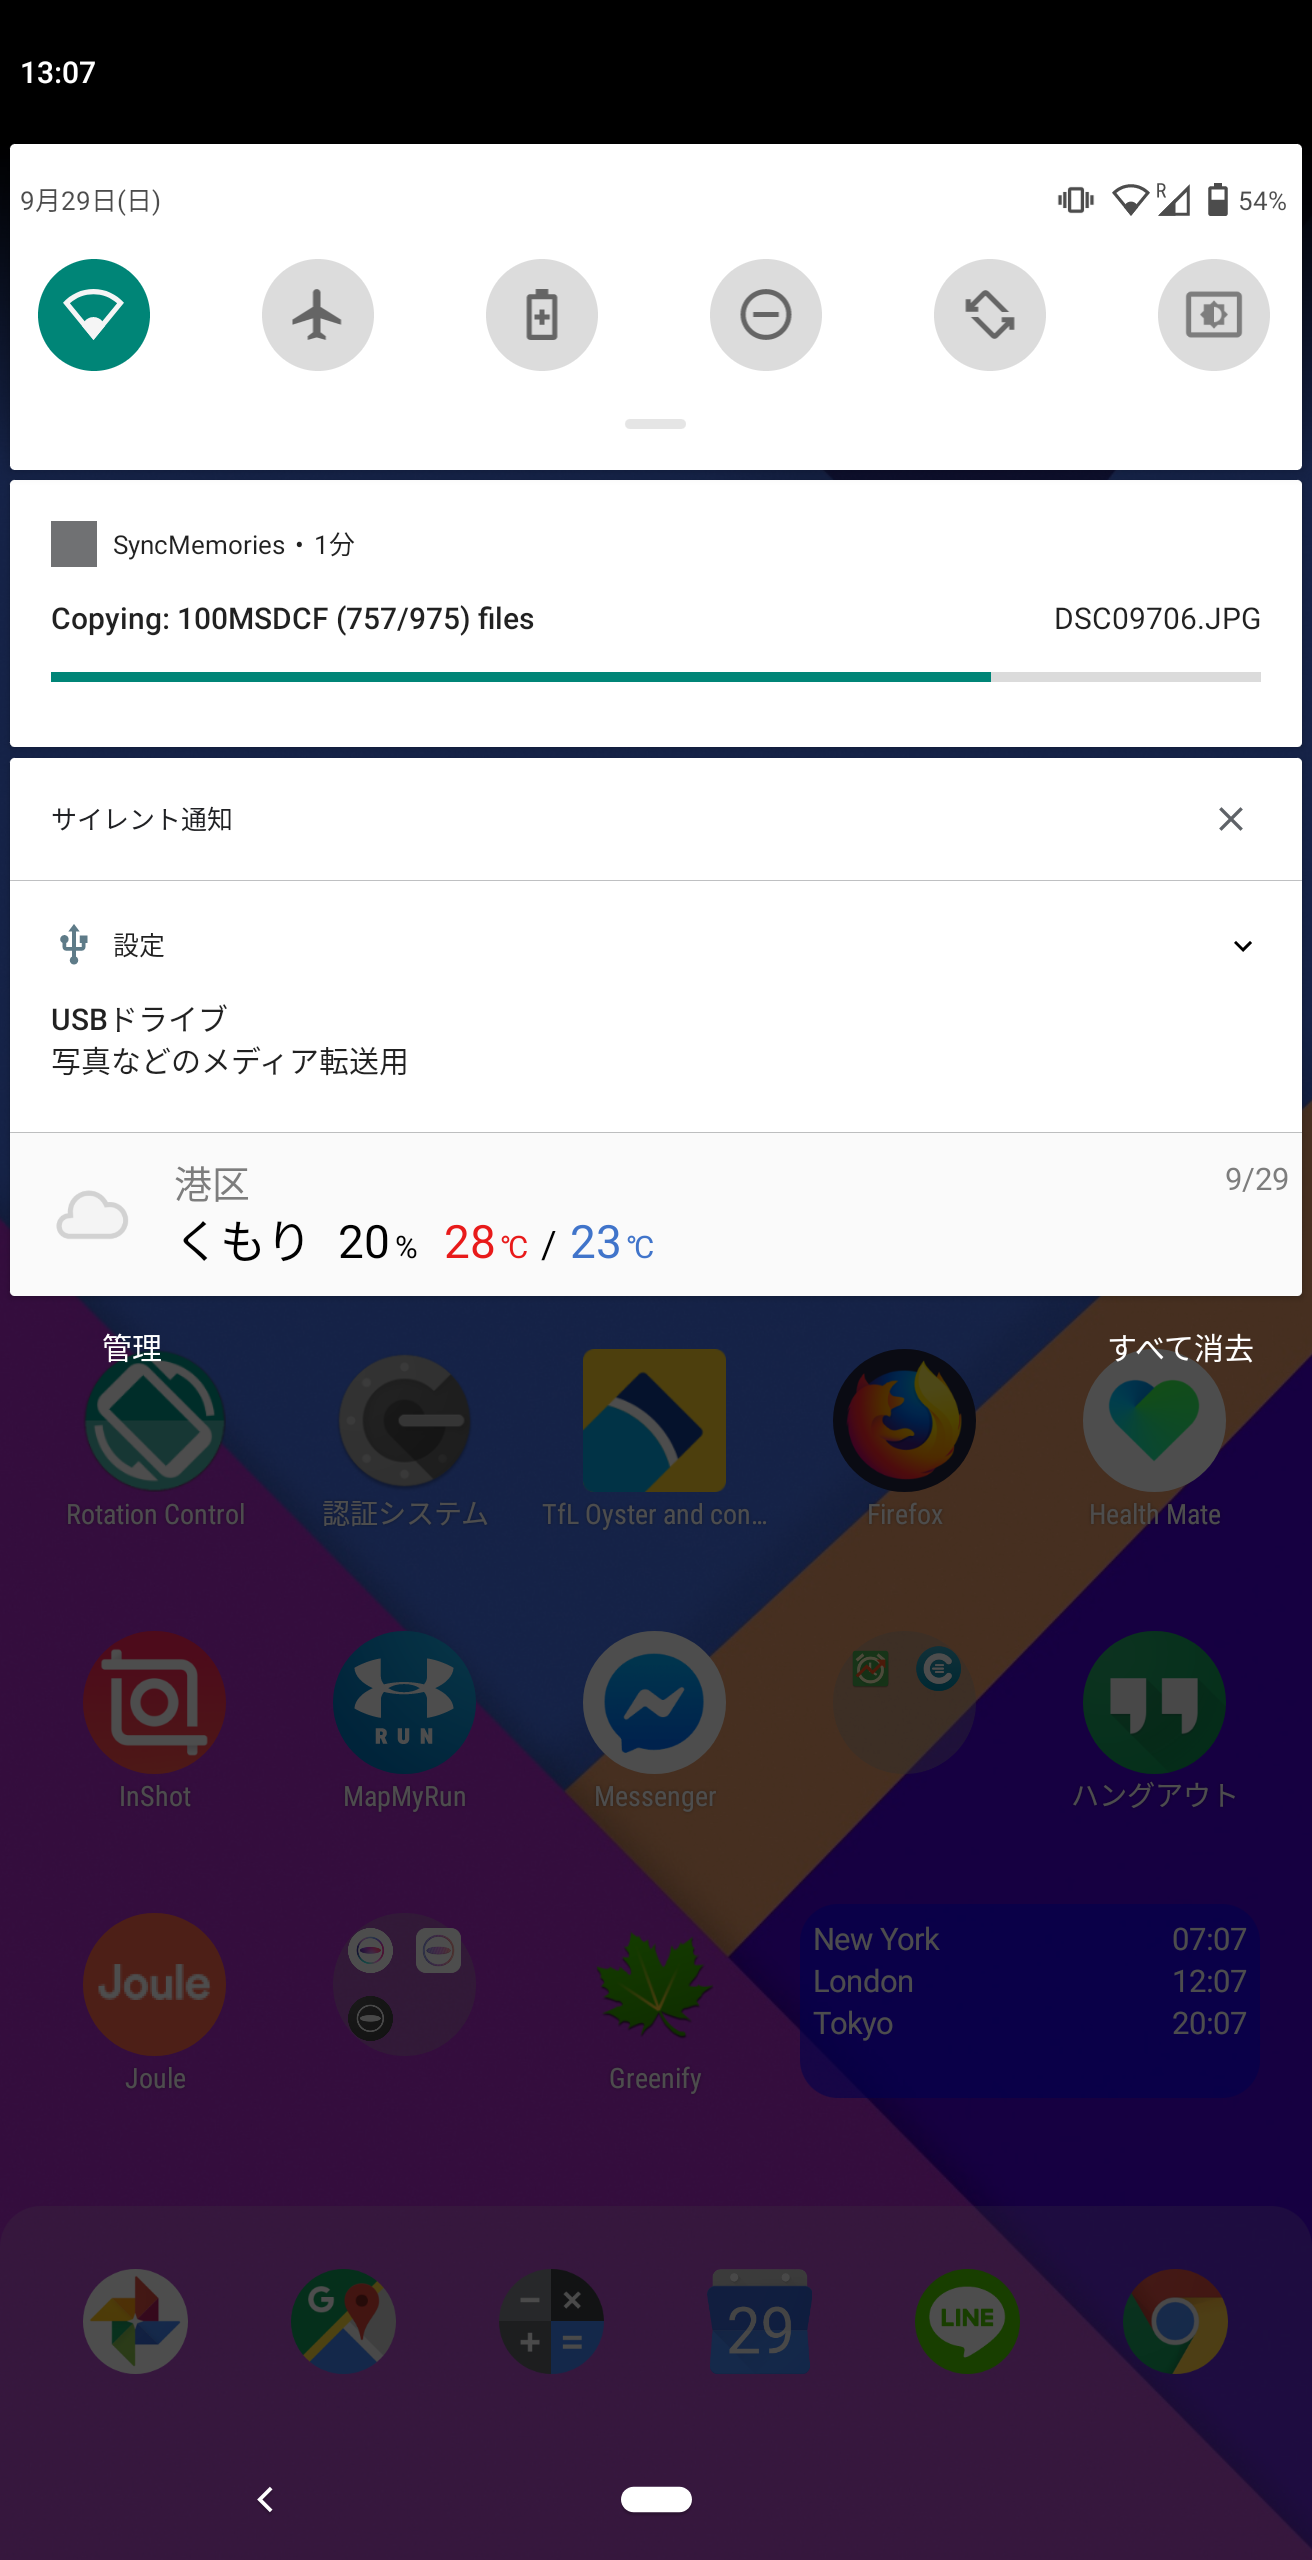 13:07
9月29日(日)
R
54%
SyncMemories • 1分
Copying: 100MSDCF (757/975) files
DSC09706.JPG
サイレント通知
設定
USBドライブ
写真などのメディア転送用
港区
9/29
くもり 20% 28℃ / 23℃
管理
すべて消去
Rotation Control
認証システム
TfL Oyster and con...
Firefox
Health Mate
RUN
InShot
MapMyRun
Messenger
ハングアウト
Joule
Joule
Greenify
New York 07:07
London 12:07
Tokyo 20:07
G
29
LINE